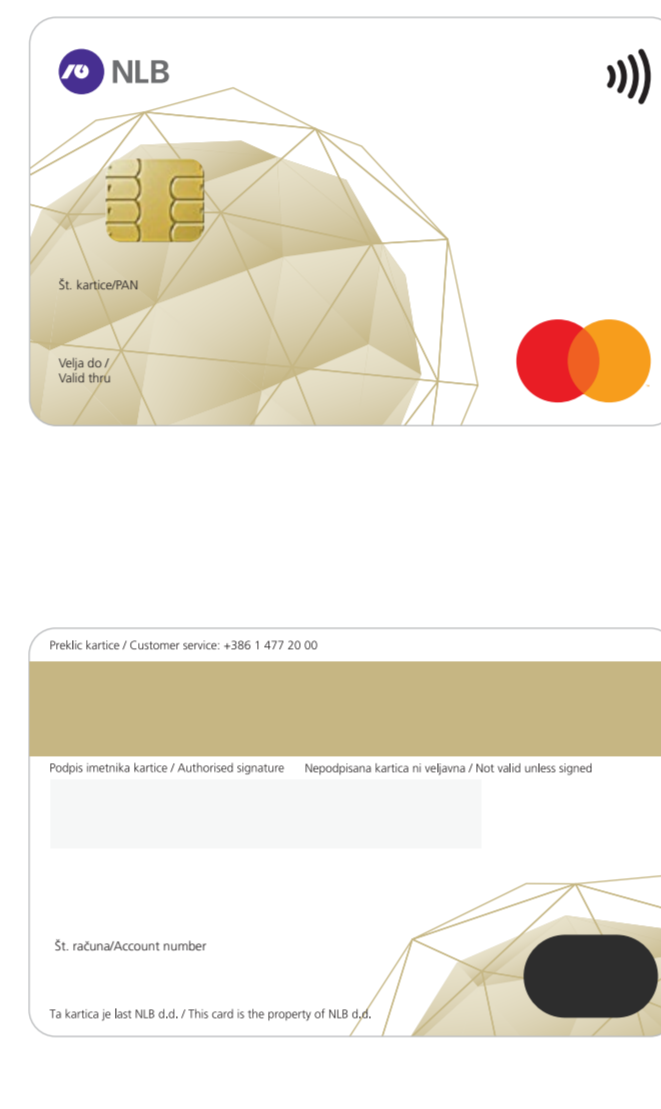 NLB
Št. kartice/PAN
Velja do /
Valid thru
Preklic kartice / Customer service: +386 1 477 20 00
Podpis imetnika kartice / Authorised signature Nepodpisana kartica ni veljavna / Not valid unless signed
Št. računa/Account number
Ta kartica je last NLB d.d. / This card is the property of NLB d.d.